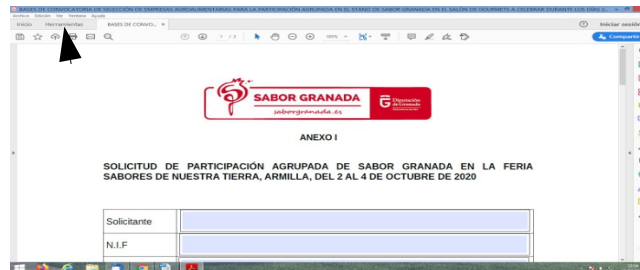 BASES DE CONVOCATORIA DE SELECCIÓN DE EMPRESAS AGROALIMENTARIAS PARA LA PARTICIPACIÓN EN EL STAND DE SABOR GRANADA EN EL SALÓN DE GOURMETS A CELEBRAR DURANTE LOS DÍAS
Archivo Edición Ver Ventana Ayuda
Inicio Herramientas BASES DE CONVO... × Iniciar sesión
1 / 2 Compartir
SABOR GRANADA
saborgranada.es
Diputación
de Granada
ANEXO I
SOLICITUD DE PARTICIPACIÓN AGRUPADA DE SABOR GRANADA EN LA FERIA
SABORES DE NUESTRA TIERRA, ARMILLA, DEL 2 AL 4 DE OCTUBRE DE 2020
Solicitante
N.I.F